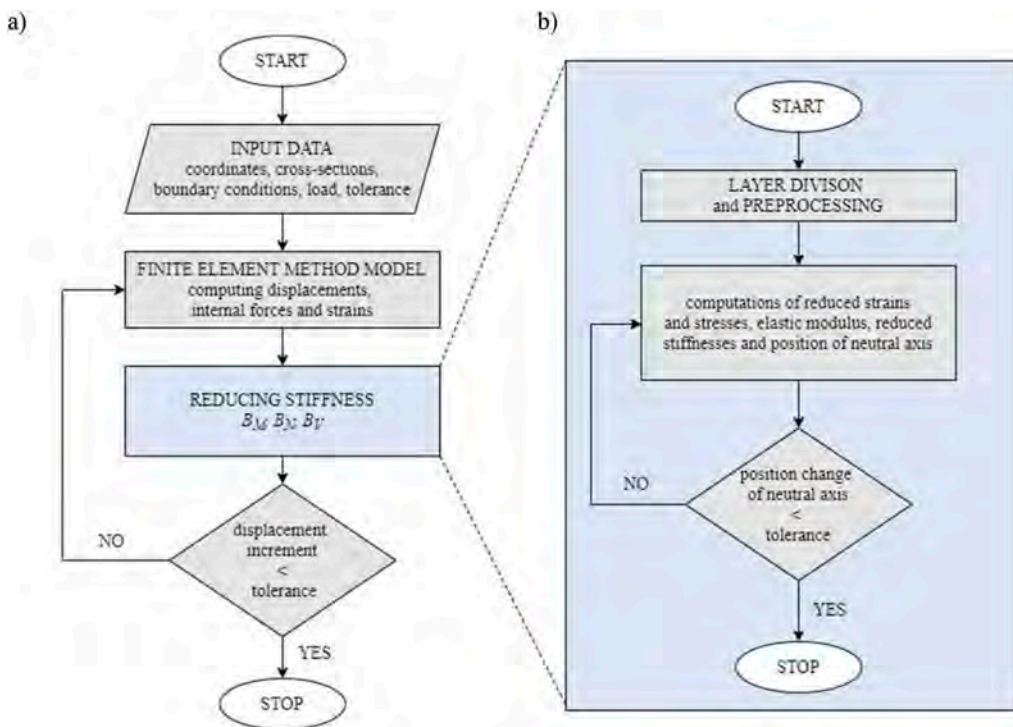 a)
START
INPUT DATA
coordinates, cross-sections,
boundary conditions, load, tolerance
FINITE ELEMENT METHOD MODEL
computing displacements,
internal forces and strains
REDUCING STIFFNESS
B_M, B_N, B_V
displacement
increment
<
tolerance
NO
YES
STOP
b)
START
LAYER DIVISON
and PREPROCESSING
computations of reduced strains
and stresses, elastic modulus, reduced
stiffnesses and position of neutral axis
position change
of neutral axis
<
tolerance
NO
YES
STOP